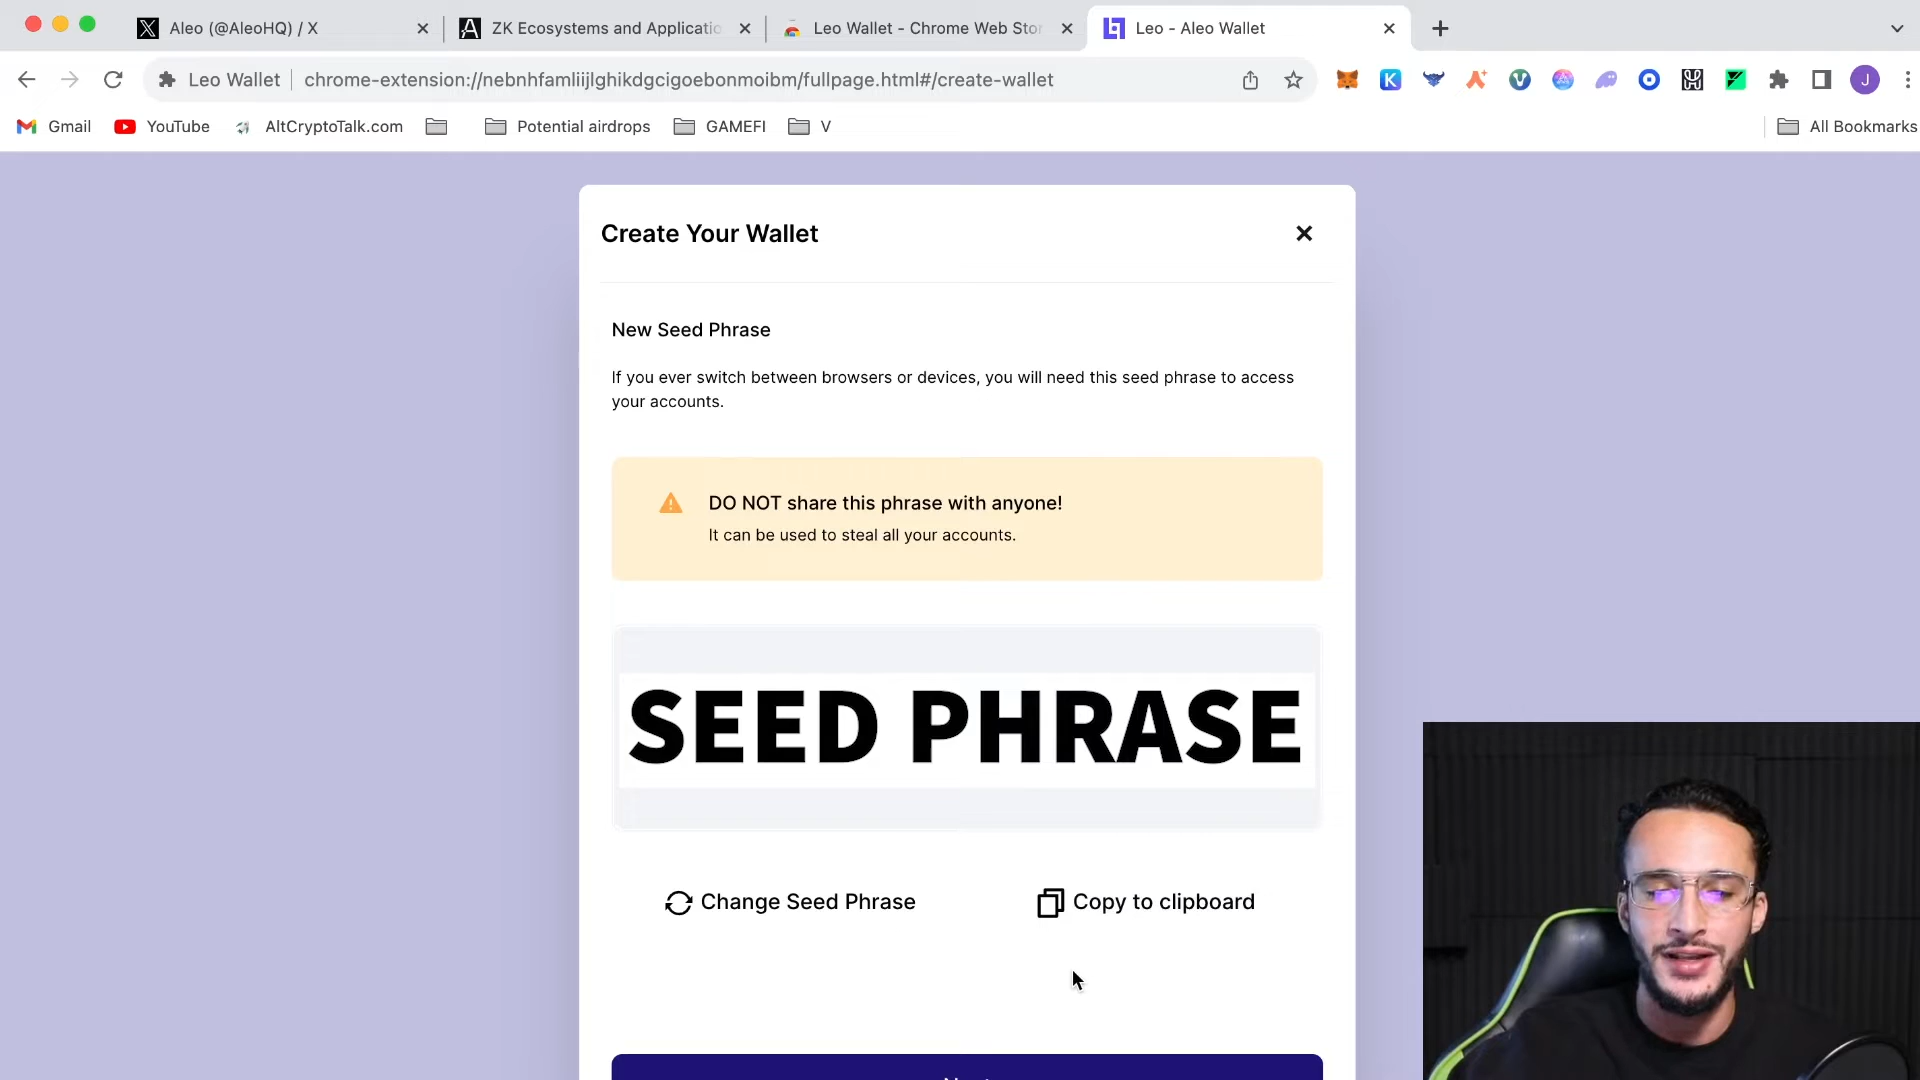 Aleo (@AleoHQ) / X
ZK Ecosystems and Applicatio
Leo Wallet - Chrome Web Stor
Leo - Aleo Wallet
Leo Wallet
chrome-extension://nebnhfamliijlghikdgcigoebonmoibm/fullpage.html#/create-wallet
J
Gmail
YouTube
AltCryptoTalk.com
Potential airdrops
GAMEFI
V
All Bookmarks
Create Your Wallet
New Seed Phrase
If you ever switch between browsers or devices, you will need this seed phrase to access
your accounts.
DO NOT share this phrase with anyone!
It can be used to steal all your accounts.
SEED PHRASE
Change Seed Phrase
Copy to clipboard